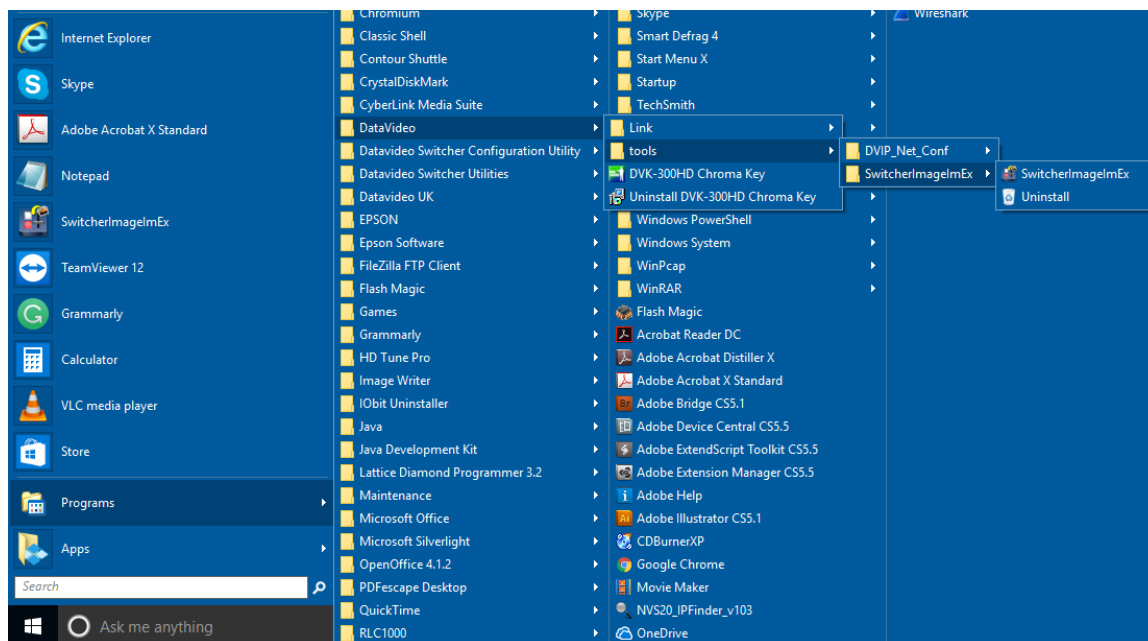 Internet Explorer
Skype
Adobe Acrobat X Standard
Notepad
SwitcherImageImEx
TeamViewer 12
Grammarly
Calculator
VLC media player
Store
Programs
Apps
Search
Ask me anything
Chromium
Classic Shell
Contour Shuttle
CrystalDiskMark
CyberLink Media Suite
DataVideo
Datavideo Switcher Configuration Utility
Datavideo Switcher Utilities
Datavideo UK
EPSON
Epson Software
FileZilla FTP Client
Flash Magic
Games
Grammarly
HD Tune Pro
Image Writer
IObit Uninstaller
Java
Java Development Kit
Lattice Diamond Programmer 3.2
Maintenance
Microsoft Office
Microsoft Silverlight
OpenOffice 4.1.2
PDFescape Desktop
QuickTime
RLC1000
Skype
Smart Defrag 4
Start Menu X
Startup
TechSmith
Link
tools
DVK-300HD Chroma Key
Uninstall DVK-300HD Chroma Key
Windows PowerShell
Windows System
WinPcap
WinRAR
Flash Magic
Acrobat Reader DC
Adobe Acrobat Distiller X
Adobe Acrobat X Standard
Adobe Bridge CS5.1
Adobe Device Central CS5.5
Adobe ExtendScript Toolkit CS5.5
Adobe Extension Manager CS5.5
Adobe Help
Adobe Illustrator CS5.1
CDBurnerXP
Google Chrome
Movie Maker
NVS20_IPFinder_v103
OneDrive
Wireshark
DVIP_Net_Conf
SwitcherImageImEx
SwitcherImageImEx
Uninstall